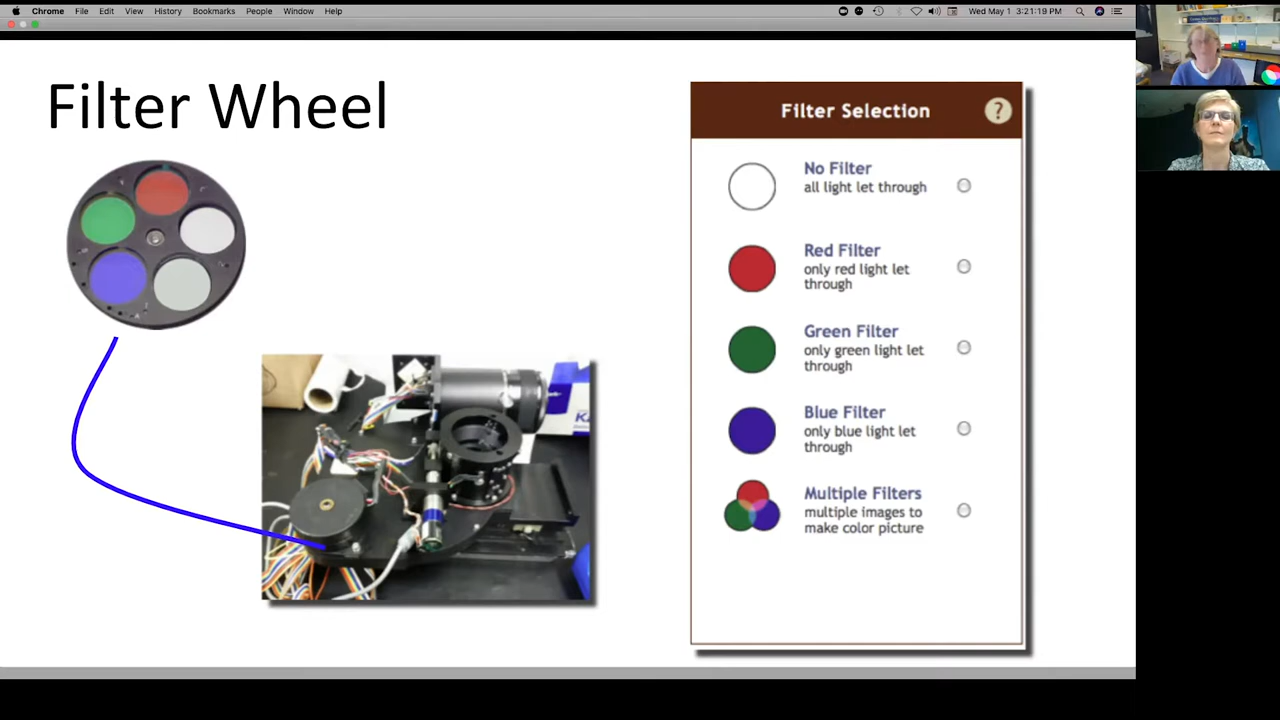 Chrome File Edit View History Bookmarks People Window Help Wed May 1 3:21:19 PM
Filter Wheel
Filter Selection ?
No Filter
all light let through
Red Filter
only red light let
through
Green Filter
only green light let
through
Blue Filter
only blue light let
through
Multiple Filters
multiple images to
make color picture